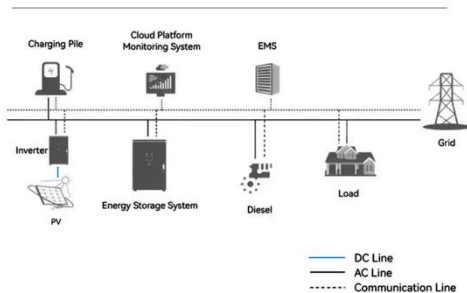 Charging Pile
Cloud Platform
Monitoring System
EMS
Grid
Inverter
PV
Energy Storage System
Diesel
Load
DC Line
AC Line
Communication Line